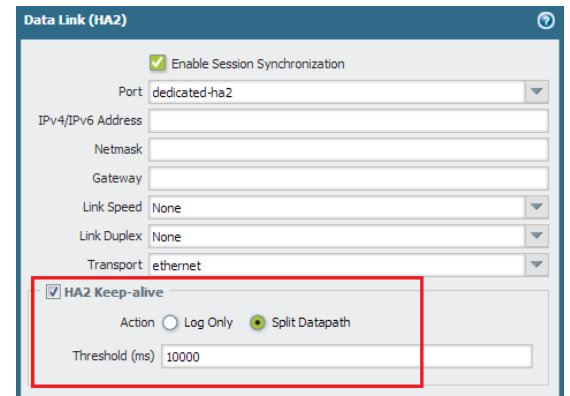 Data Link (HA2)
Enable Session Synchronization
Port dedicated-ha2
IPv4/IPv6 Address
Netmask
Gateway
Link Speed None
Link Duplex None
Transport ethernet
HA2 Keep-alive
Action Log Only Split Datapath
Threshold (ms) 10000